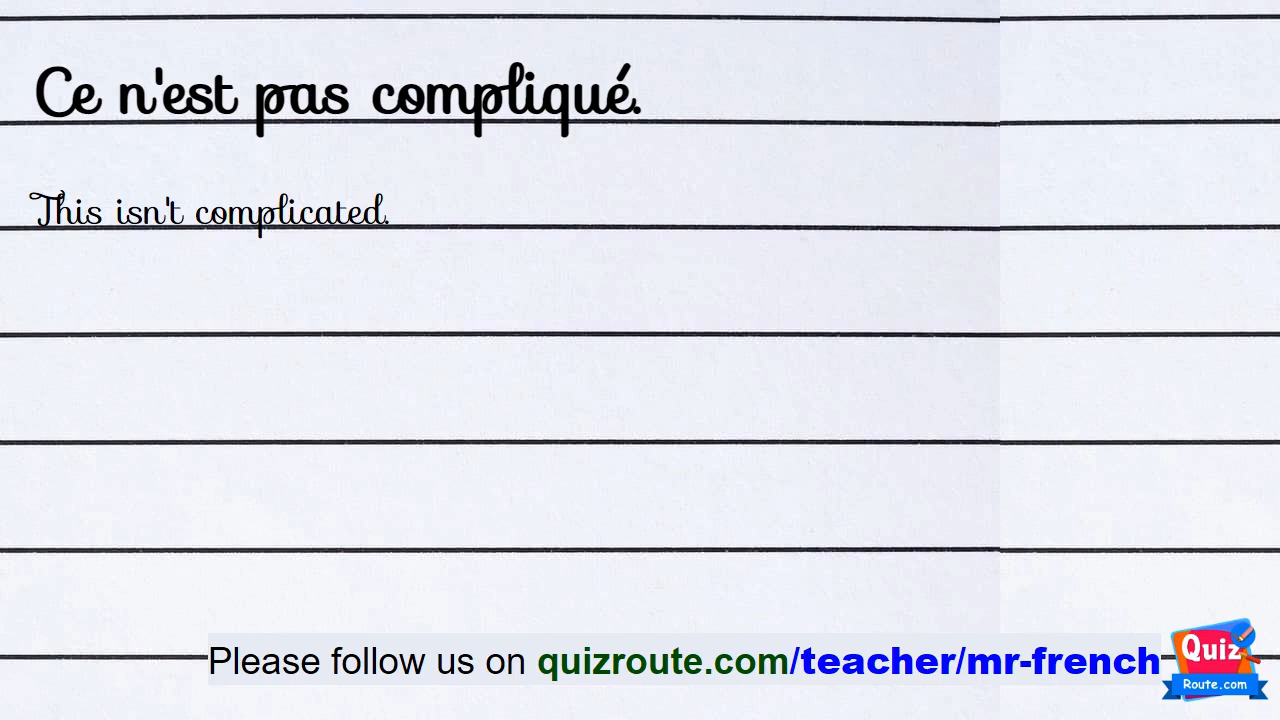 Ce n'est pas compliqué.
This isn't complicated.
Please follow us on quizroute.com/teacher/mr-french
Quiz
Route.com